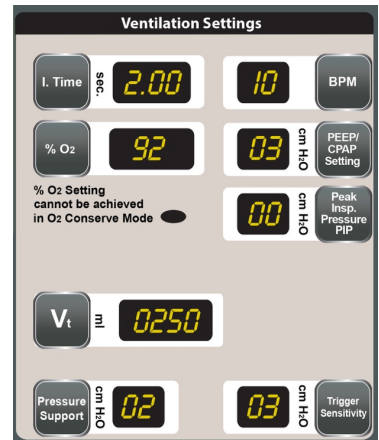 Ventilation Settings
I. Time
sec.
2.00
10
BPM
% O2
92
03
cm H2O
PEEP/
CPAP
Setting
% O2 Setting
cannot be achieved
in O2 Conserve Mode
00
cm H2O
Peak
Insp.
Pressure
PIP
Vt
ml
0250
Pressure
Support
cm H2O
02
03
cm H2O
Trigger
Sensitivity